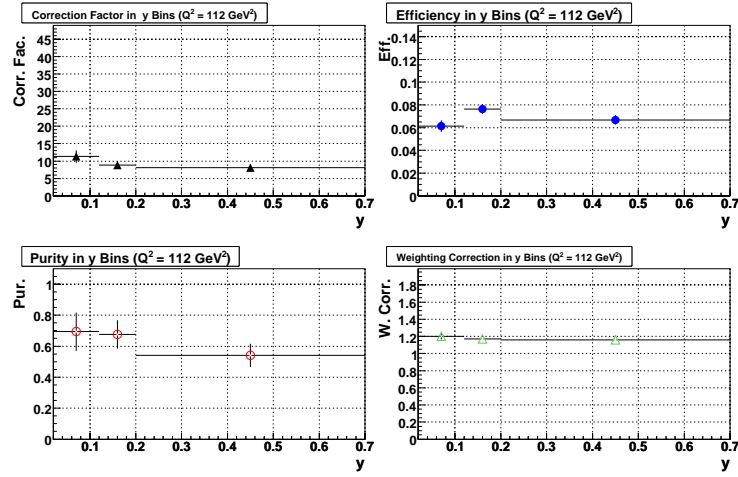 Correction Factor in y Bins (Q² = 112 GeV²)
Corr. Fac.
45
40
35
30
25
20
15
10
5
0
0.1 0.2 0.3 0.4 0.5 0.6 0.7
y
Efficiency in y Bins (Q² = 112 GeV²)
Eff.
0.14
0.12
0.1
0.08
0.06
0.04
0.02
0
0.1 0.2 0.3 0.4 0.5 0.6 0.7
y
Purity in y Bins (Q² = 112 GeV²)
Pur.
1
0.8
0.6
0.4
0.2
0
0.1 0.2 0.3 0.4 0.5 0.6 0.7
y
Weighting Correction in y Bins (Q² = 112 GeV²)
W. Corr.
1.8
1.6
1.4
1.2
1
0.8
0.6
0.4
0.2
0
0.1 0.2 0.3 0.4 0.5 0.6 0.7
y